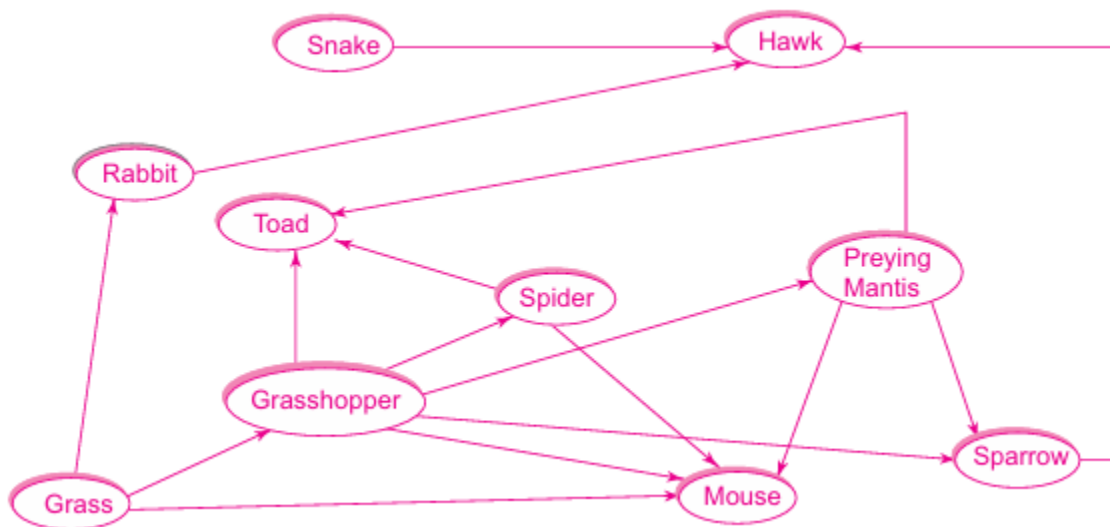 Snake
Hawk
Rabbit
Toad
Preying
Mantis
Spider
Grasshopper
Sparrow
Grass
Mouse